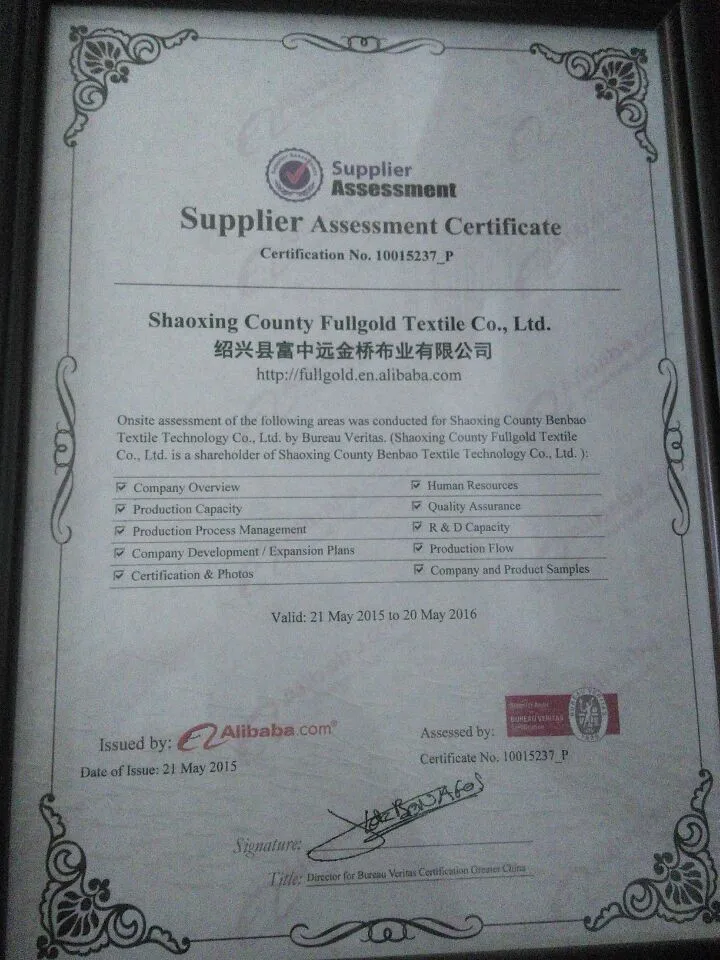 Supplier
Assessment
Supplier Assessment Certificate
Certification No. 10015237_P
Shaoxing County Fullgold Textile Co., Ltd.
绍兴县富中远金桥布业有限公司
http://fullgold.en.alibaba.com
Onsite assessment of the following areas was conducted for Shaoxing County Benbao
Textile Technology Co., Ltd. by Bureau Veritas. (Shaoxing County Fullgold Textile
Co., Ltd. is a shareholder of Shaoxing County Benbao Textile Technology Co., Ltd. ):
Company Overview
Human Resources
Production Capacity
Quality Assurance
Production Process Management
R & D Capacity
Company Development / Expansion Plans
Production Flow
Certification & Photos
Company and Product Samples
Valid: 21 May 2015 to 20 May 2016
Issued by: Alibaba.com®
Assessed by:
BUREAU VERITAS
Certification
BUREAU VERITAS
1828
Date of Issue: 21 May 2015
Certificate No. 10015237_P
Signature:
Title: Director for Bureau Veritas Certification Greater China